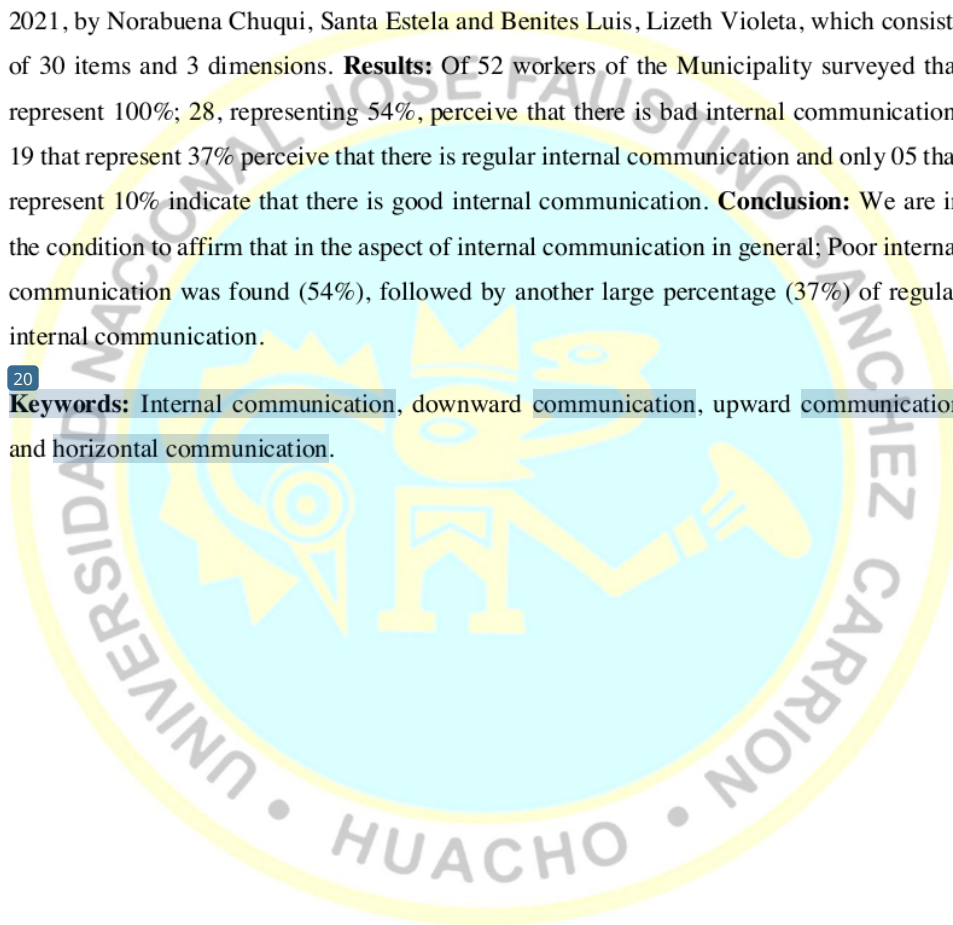 2021, by Norabuena Chuqui, Santa Estela and Benites Luis, Lizeth Violeta, which consist
of 30 items and 3 dimensions. Results: Of 52 workers of the Municipality surveyed tha
represent 100%; 28, representing 54%, perceive that there is bad internal communication
19 that represent 37% perceive that there is regular internal communication and only 05 tha
represent 10% indicate that there is good internal communication. Conclusion: We are i
the condition to affirm that in the aspect of internal communication in general; Poor interna
communication was found (54%), followed by another large percentage (37%) of regula
internal communication.
20
Keywords: Internal communication, downward communication, upward communicatio
and horizontal communication.
UNIVERSIDAD NACIONAL JOSE FAUSTINO SANCHEZ CARRION
• HUACHO •